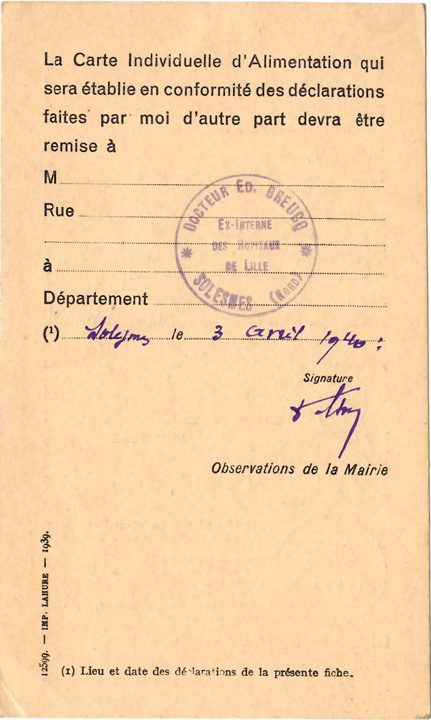 La Carte Individuelle d'Alimentation qui
sera établie en conformité des déclarations
faites par moi d'autre part devra être
remise à
M
Rue
à
Département
DOCTEUR ED. BREUCQ
EX-INTERNE
DES HOPITAUX
DE LILLE
SOLESMES (NORD)
(1) Solesmes le 3 avril 1940
Signature
Observations de la Mairie
12599. — IMP. LAHURE — 1939.
(1) Lieu et date des déclarations de la présente fiche.